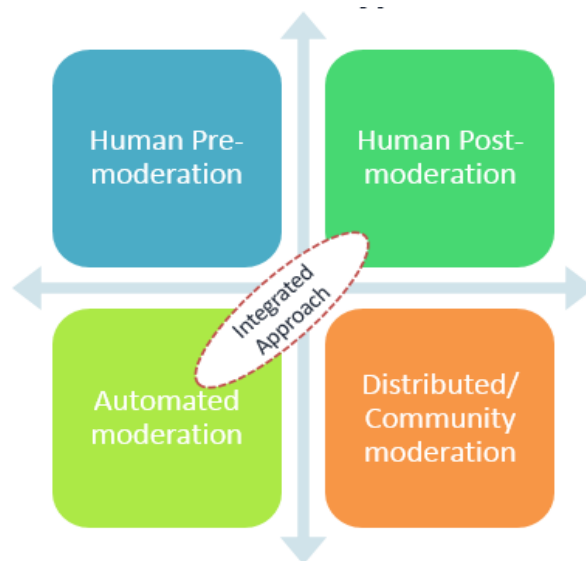 Human Pre-
moderation
Human Post-
moderation
Integrated
Approach
Automated
moderation
Distributed/
Community
moderation